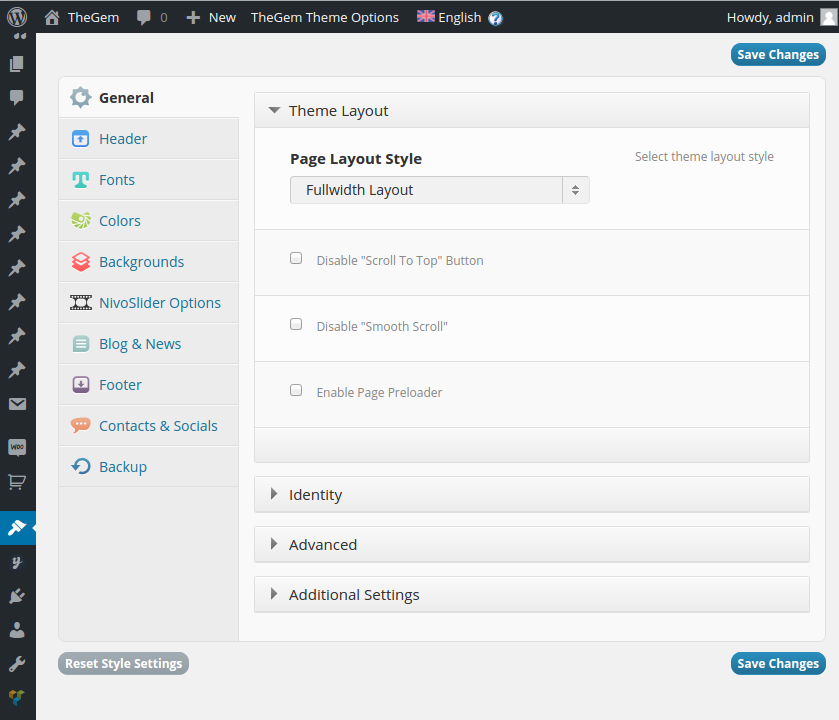 TheGem 0 New TheGem Theme Options English Howdy, admin
Save Changes
General
Header
Fonts
Colors
Backgrounds
NivoSlider Options
Blog & News
Footer
Contacts & Socials
Backup
Theme Layout
Page Layout Style
Select theme layout style
Fullwidth Layout
Disable "Scroll To Top" Button
Disable "Smooth Scroll"
Enable Page Preloader
Identity
Advanced
Additional Settings
WOO
Reset Style Settings
Save Changes